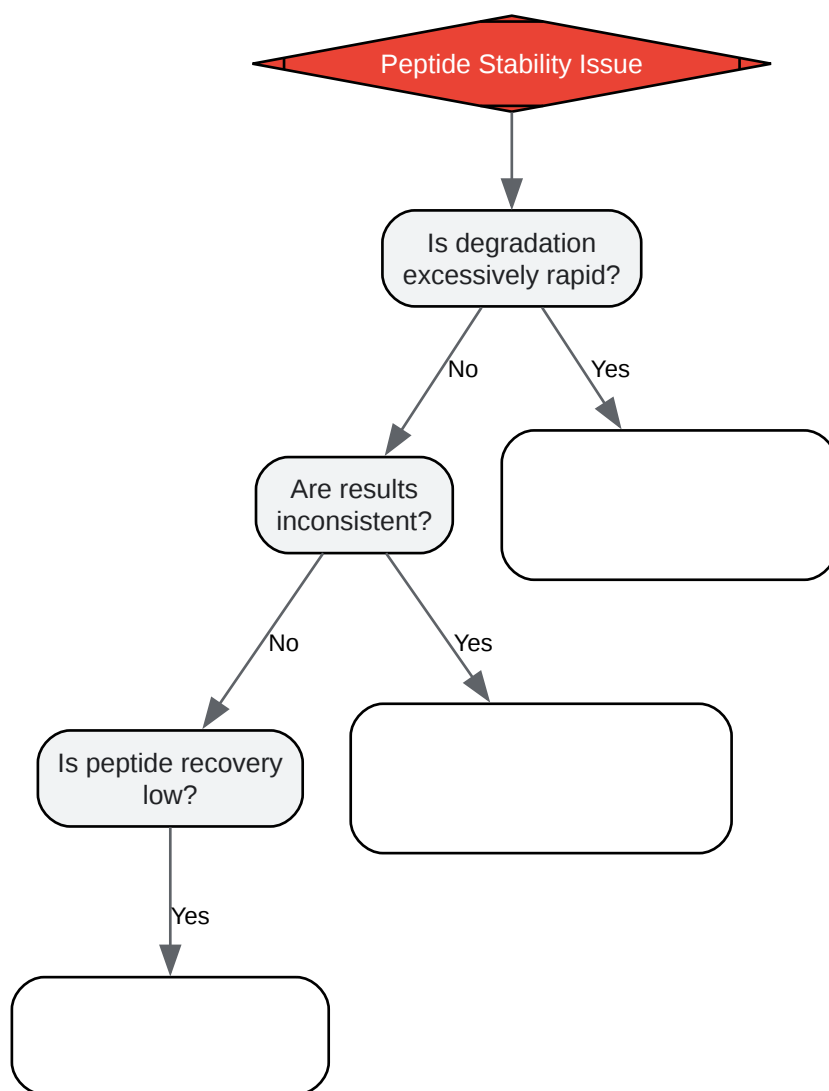 Peptide Stability Issue
Is degradation
excessively rapid?
No
Yes
Are results
inconsistent?
No
Yes
Is peptide recovery
low?
Yes